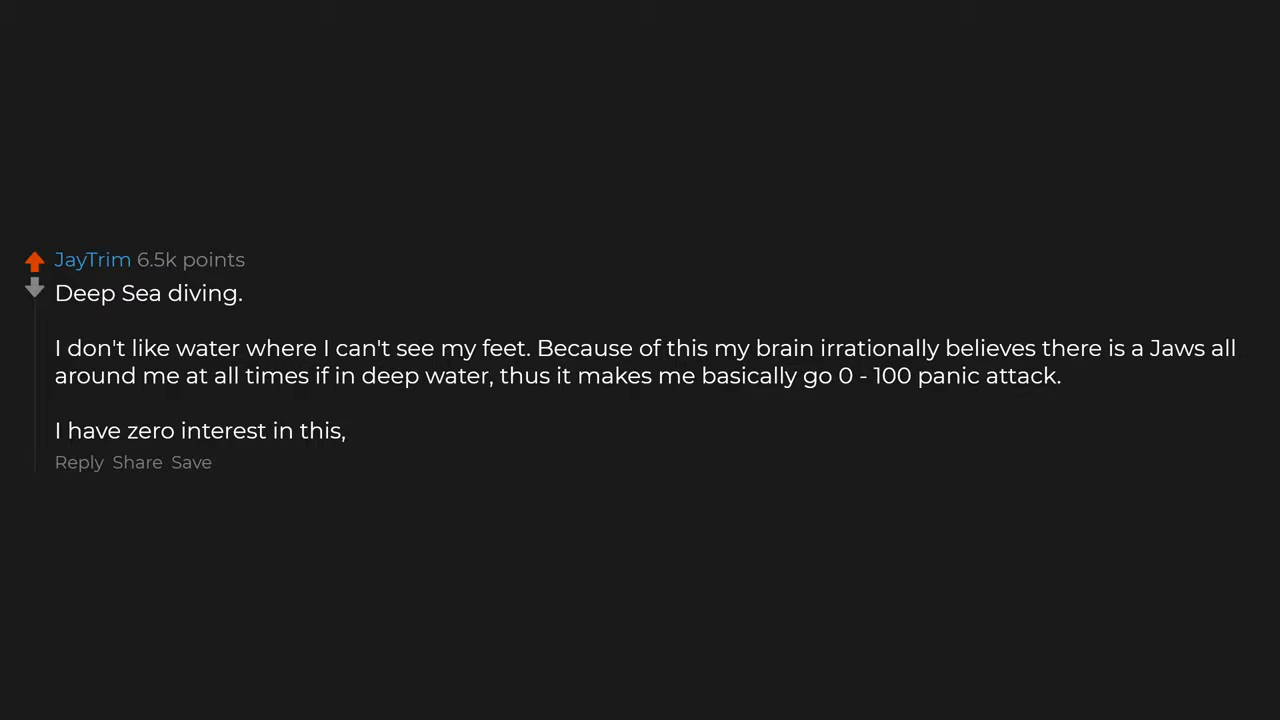 JayTrim 6.5k points
Deep Sea diving.
I don't like water where I can't see my feet. Because of this my brain irrationally believes there is a Jaws all
around me at all times if in deep water, thus it makes me basically go 0 - 100 panic attack.
I have zero interest in this,
Reply Share Save